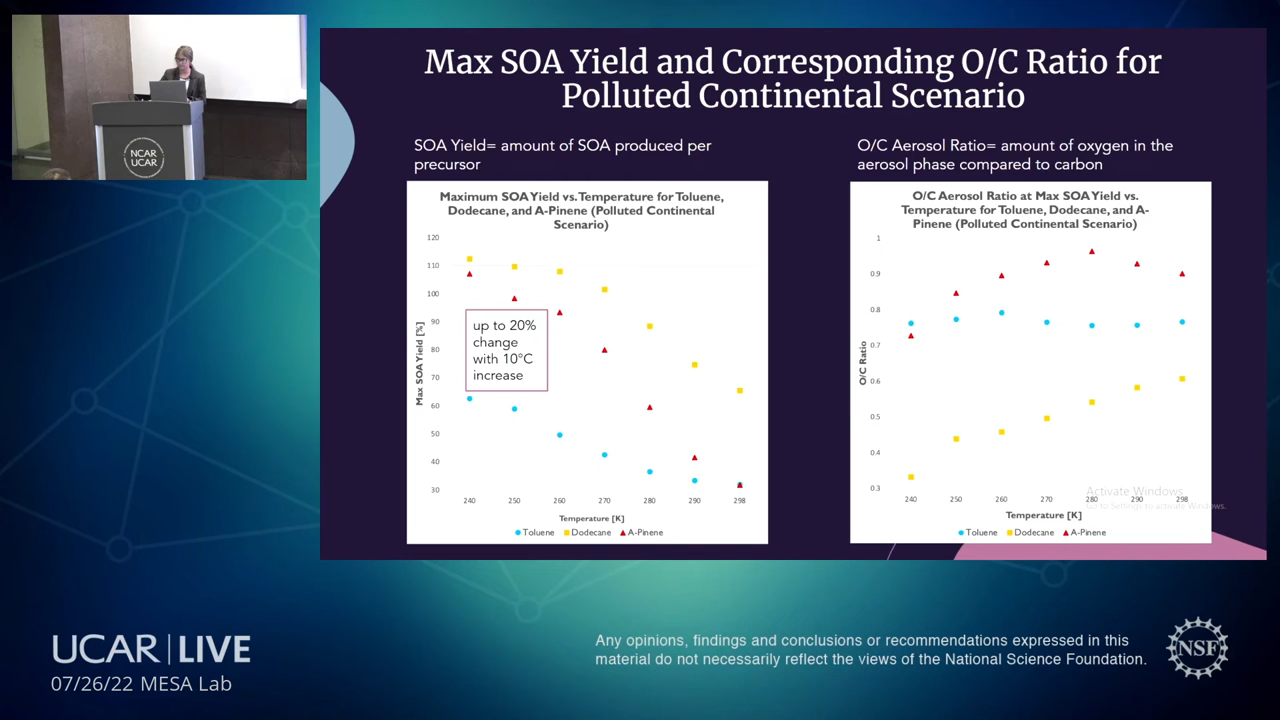 Max SOA Yield and Corresponding O/C Ratio for
Polluted Continental Scenario
SOA Yield= amount of SOA produced per
precursor
O/C Aerosol Ratio= amount of oxygen in the
aerosol phase compared to carbon
Maximum SOA Yield vs. Temperature for Toluene,
Dodecane, and A-Pinene (Polluted Continental
Scenario)
120
110
100
90
80
70
60
50
40
30
Max SOA Yield [%]
up to 20%
change
with 10°C
increase
240 250 260 270 280 290 298
Temperature [K]
Toluene Dodecane A-Pinene
O/C Aerosol Ratio at Max SOA Yield vs.
Temperature for Toluene, Dodecane, and A-
Pinene (Polluted Continental Scenario)
1
0.9
0.8
0.7
0.6
0.5
0.4
0.3
O/C Ratio
240 250 260 270 280 290 298
Temperature [K]
Toluene Dodecane A-Pinene
Activate Windows
Go to Settings to activate Windows.
NCAR
UCAR
UCAR | LIVE
07/26/22 MESA Lab
Any opinions, findings and conclusions or recommendations expressed in this
material do not necessarily reflect the views of the National Science Foundation.
NSF